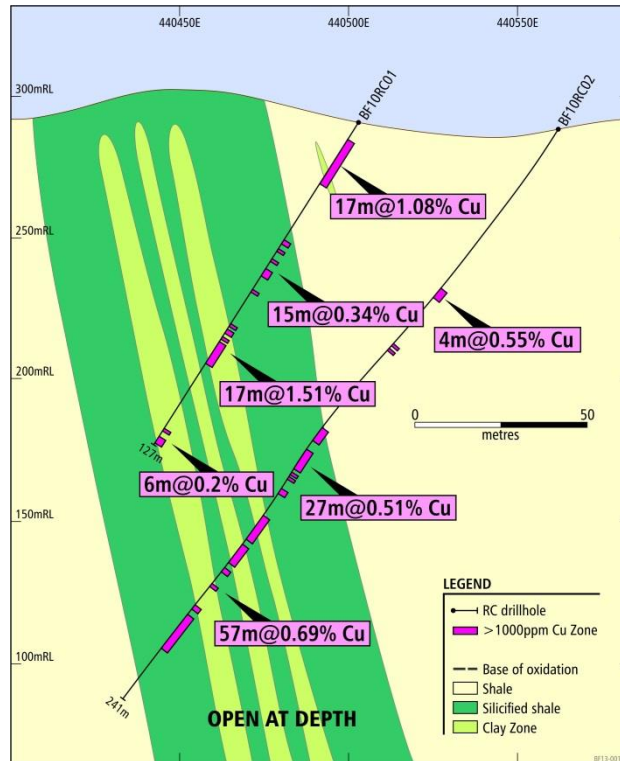 440450E
440500E
440550E
BF10RC01
BF10RC02
300mRL
17m@1.08% Cu
250mRL
15m@0.34% Cu
4m@0.55% Cu
200mRL
17m@1.51% Cu
0 50
metres
127m
6m@0.2% Cu
27m@0.51% Cu
150mRL
57m@0.69% Cu
LEGEND
RC drillhole
>1000ppm Cu Zone
Base of oxidation
Shale
Silicified shale
Clay Zone
100mRL
241m
OPEN AT DEPTH
BF13-001